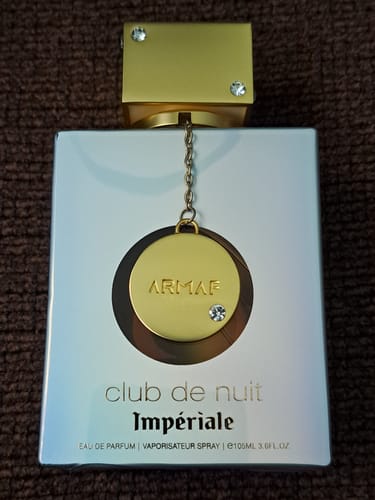 ARMAF
club de nuit
Impériale
EAU DE PARFUM | VAPORISATEUR SPRAY | ℮105ML 3.6FL.OZ